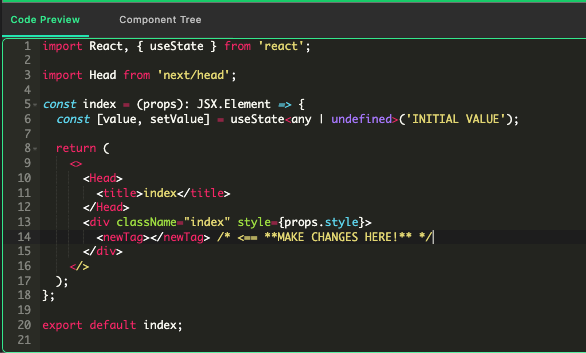 Code Preview Component Tree
1 import React, { useState } from 'react';
2
3 import Head from 'next/head';
4
5 const index = (props): JSX.Element => {
6 const [value, setValue] = useState<any | undefined>('INITIAL VALUE');
7
8 return (
9 <>
10 <Head>
11 <title>index</title>
12 </Head>
13 <div className="index" style={props.style}>
14 <newTag></newTag> /* <== **MAKE CHANGES HERE!** */
15 </div>
16 </>
17 );
18 };
19
20 export default index;
21